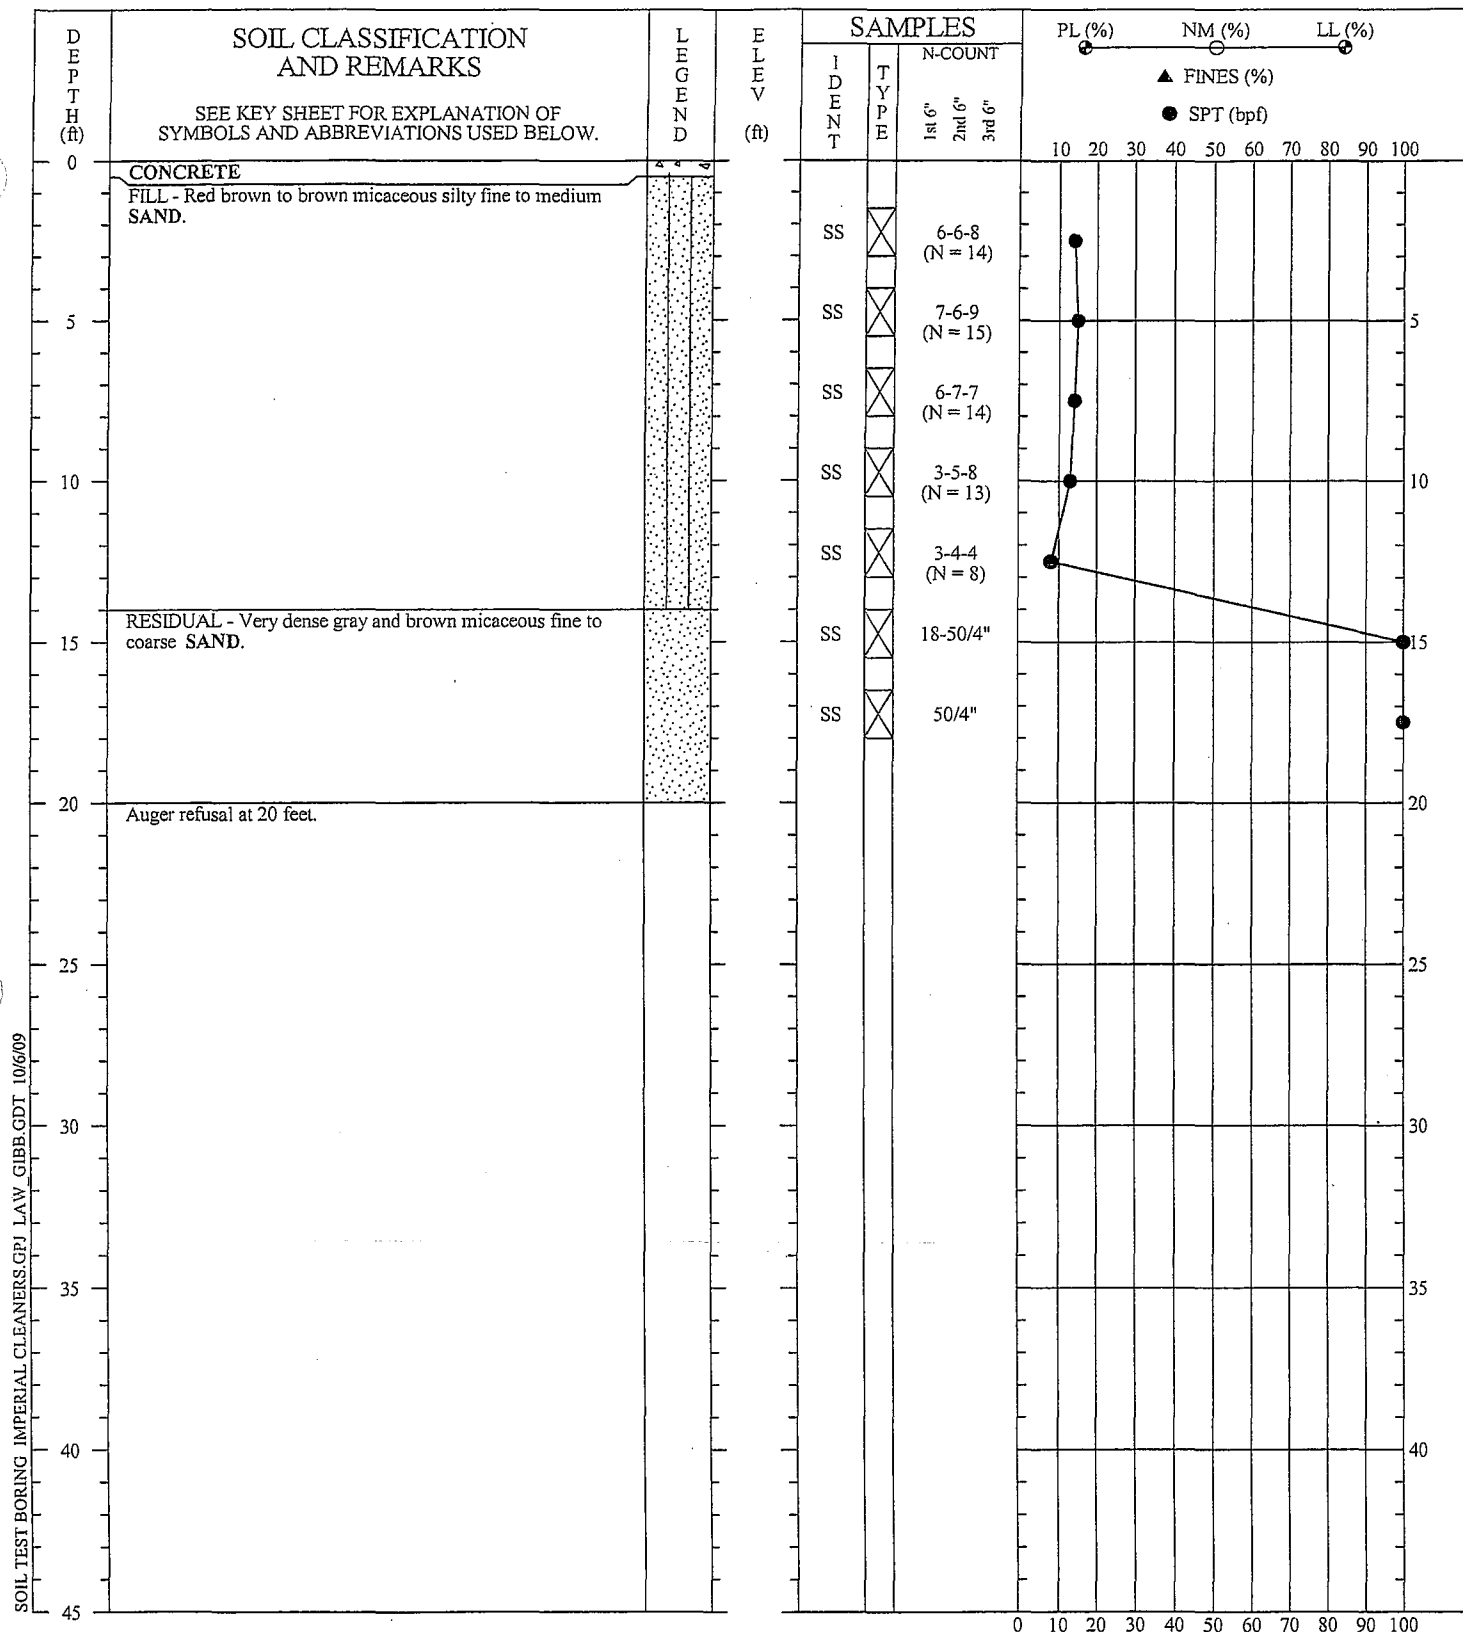 DEPTH
(ft)
SOIL CLASSIFICATION
AND REMARKS
SEE KEY SHEET FOR EXPLANATION OF
SYMBOLS AND ABBREVIATIONS USED BELOW.
LEGEND
ELEV
(ft)
SAMPLES
IDENT
TYPE
N-COUNT
1st 6"
2nd 6"
3rd 6"
PL (%) NM (%) LL (%)
▲ FINES (%)
● SPT (bpf)
10 20 30 40 50 60 70 80 90 100
0
CONCRETE
FILL - Red brown to brown micaceous silty fine to medium
SAND.
SS 6-6-8
(N = 14)
5 SS 7-6-9 5
(N = 15)
SS 6-7-7
(N = 14)
10 SS 3-5-8 10
(N = 13)
SS 3-4-4
(N = 8)
RESIDUAL - Very dense gray and brown micaceous fine to
coarse SAND.
15 SS 18-50/4" 15
SS 50/4"
20 20
Auger refusal at 20 feet.
25 25
30 30
35 35
40 40
45
0 10 20 30 40 50 60 70 80 90 100
SOIL TEST BORING IMPERIAL CLEANERS.GPJ LAW_GIBB.GDT 10/6/09